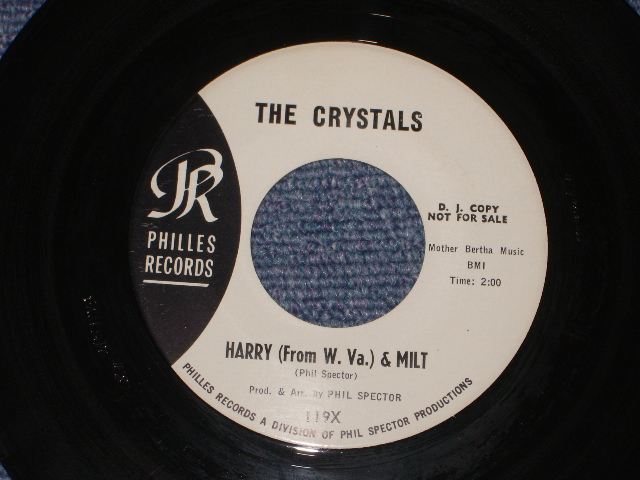 THE CRYSTALS
PR
PHILLES
RECORDS
D. J. COPY
NOT FOR SALE
Mother Bertha Music
BMI
Time: 2:00
HARRY (From W. Va.) & MILT
(Phil Spector)
Prod. & Arr. by PHIL SPECTOR
119X
PHILLES RECORDS A DIVISION OF PHIL SPECTOR PRODUCTIONS